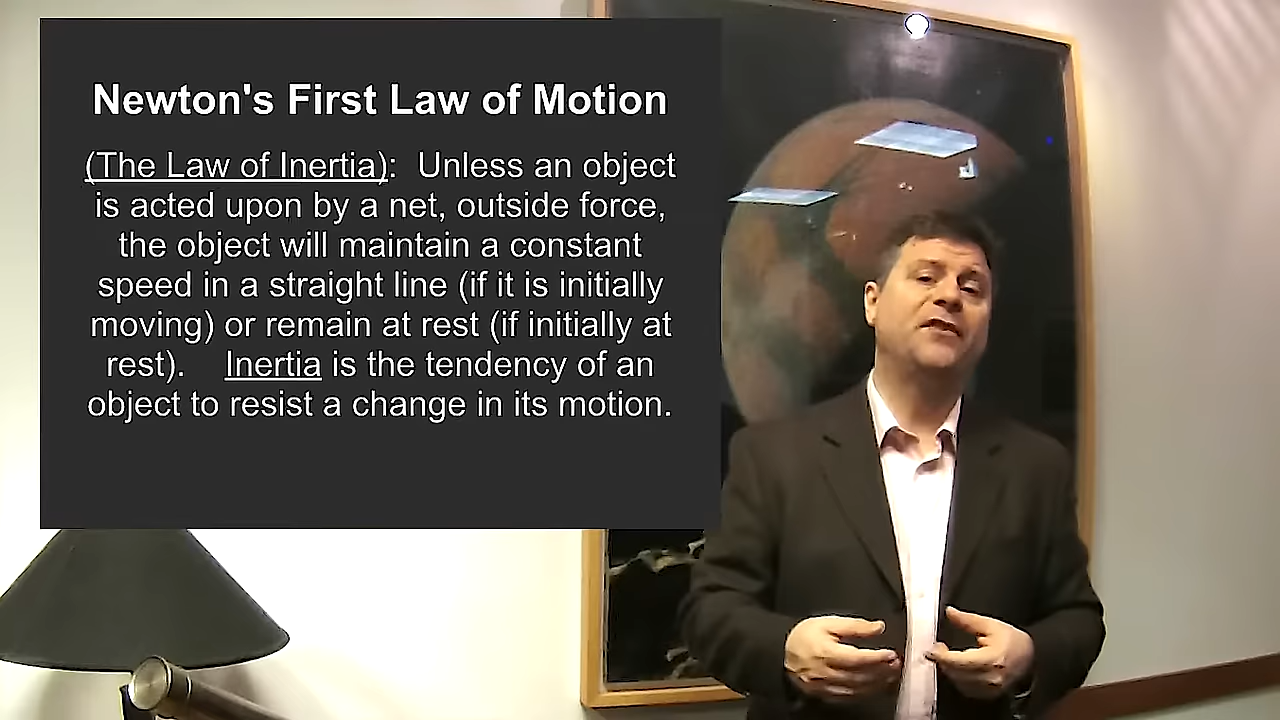 Newton's First Law of Motion
(The Law of Inertia):  Unless an object
is acted upon by a net, outside force,
the object will maintain a constant
speed in a straight line (if it is initially
moving) or remain at rest (if initially at
rest).    Inertia is the tendency of an
object to resist a change in its motion.